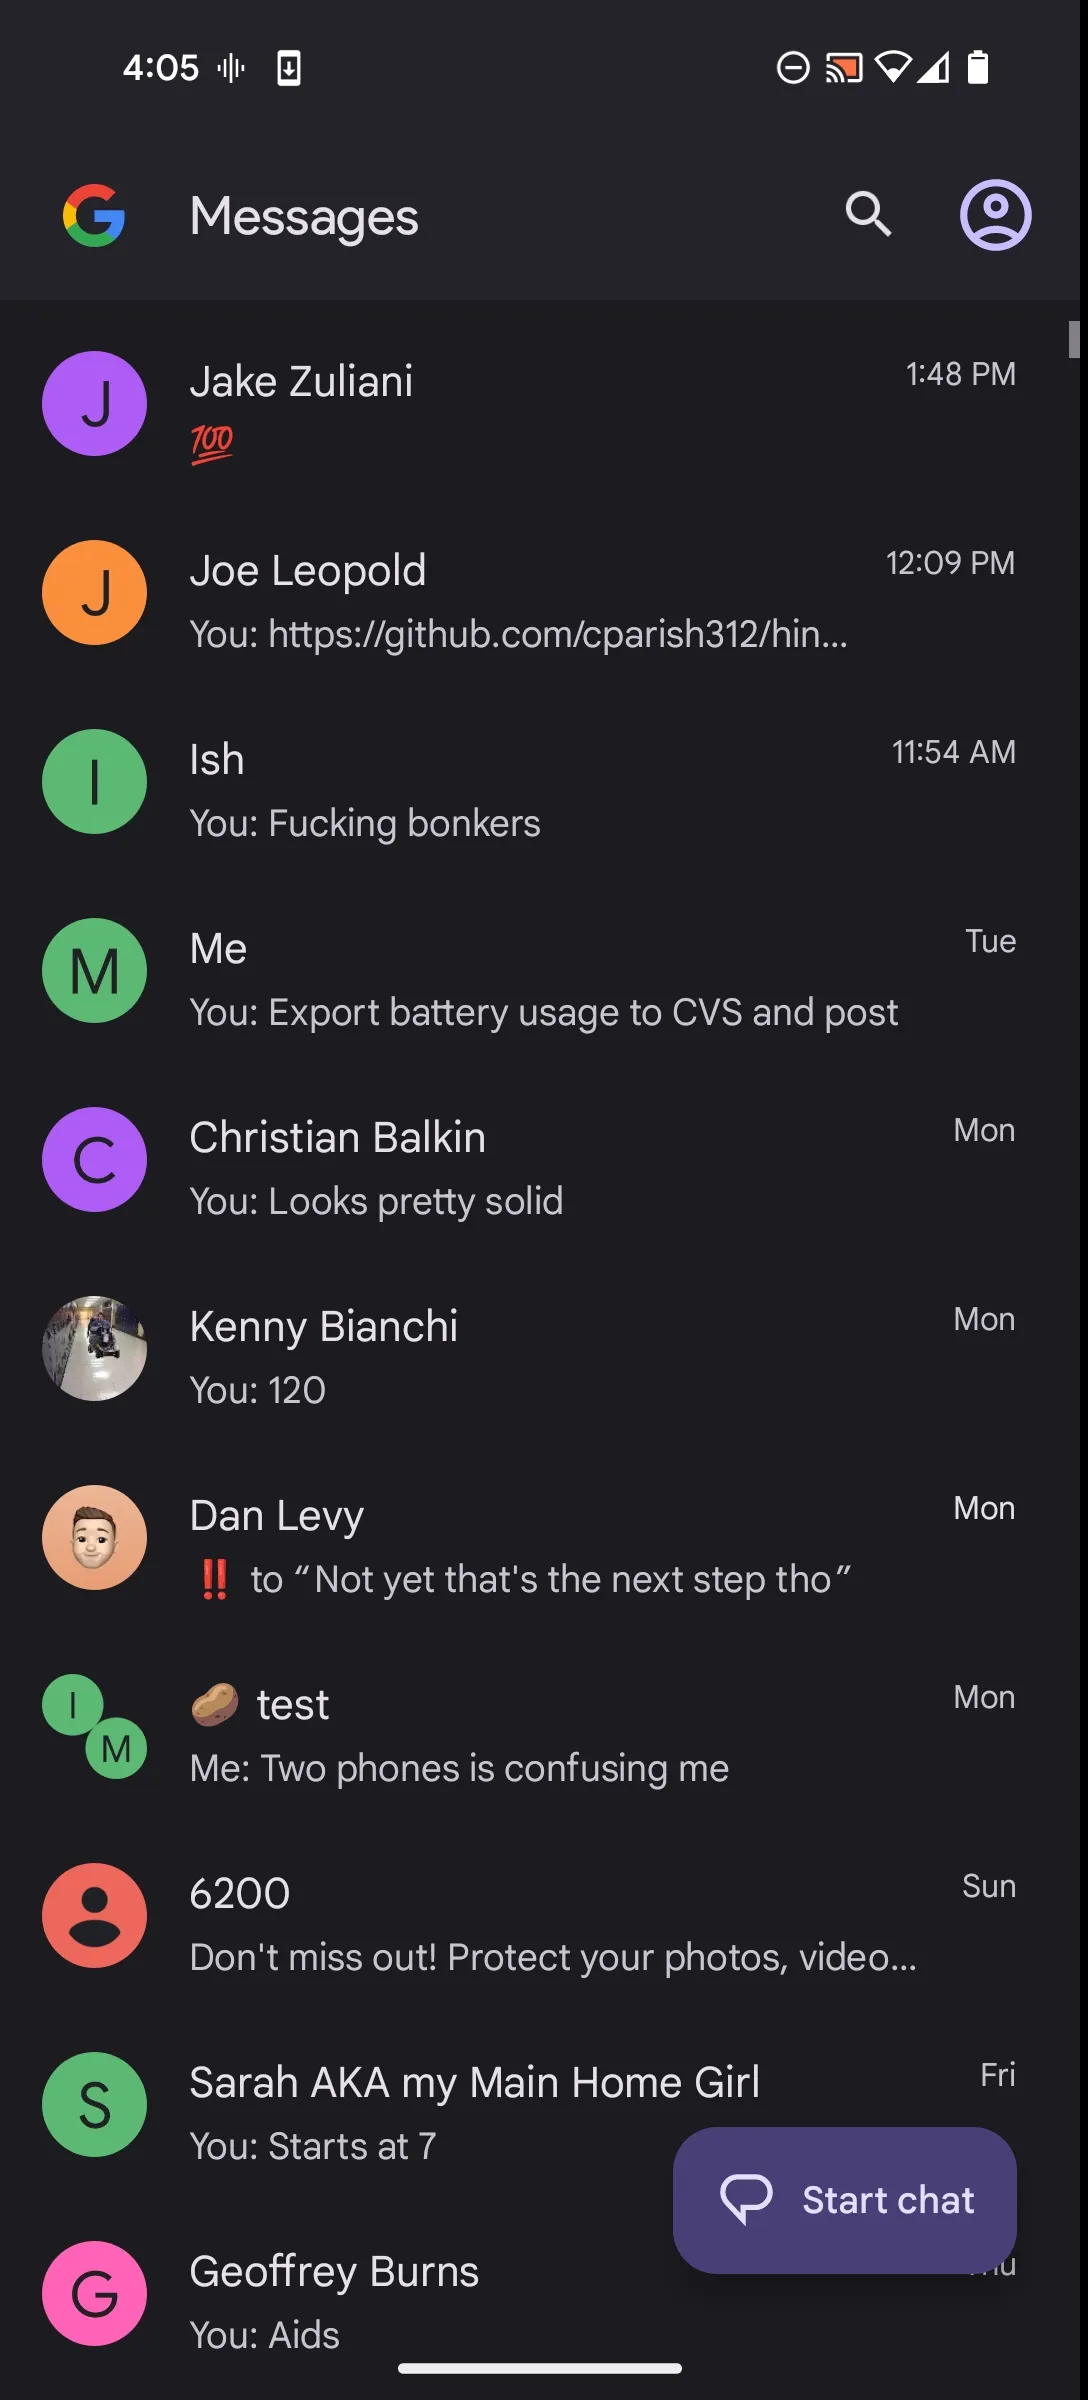 4:05
Messages
J
Jake Zuliani
1:48 PM
💯
J
Joe Leopold
12:09 PM
You: https://github.com/cparish312/hin...
I
Ish
11:54 AM
You: Fucking bonkers
M
Me
Tue
You: Export battery usage to CVS and post
C
Christian Balkin
Mon
You: Looks pretty solid
Kenny Bianchi
Mon
You: 120
Dan Levy
Mon
‼️ to “Not yet that's the next step tho”
I
M
🥔 test
Mon
Me: Two phones is confusing me
6200
Sun
Don't miss out! Protect your photos, video...
S
Sarah AKA my Main Home Girl
Fri
You: Starts at 7
Start chat
G
Geoffrey Burns
You: Aids